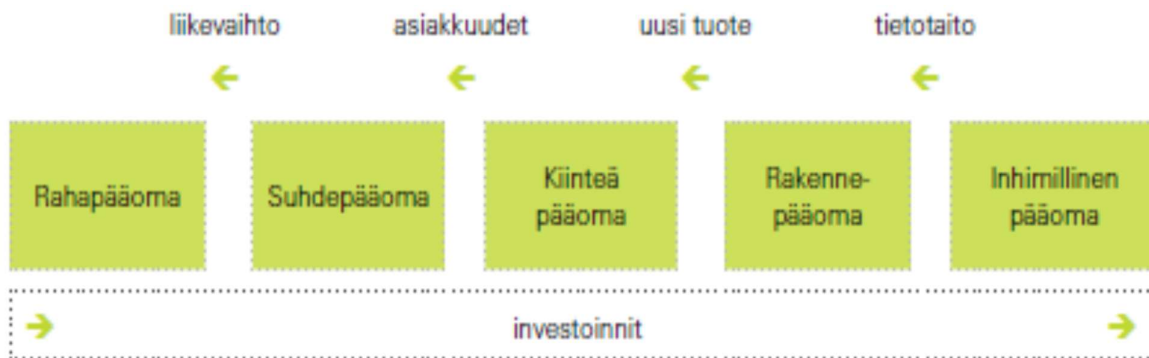 liikevaihto asiakkuudet uusi tuote tietotaito
Rahapääoma
Suhdepääoma
Kiinteä
pääoma
Rakenne-
pääoma
Inhimillinen
pääoma
investoinnit